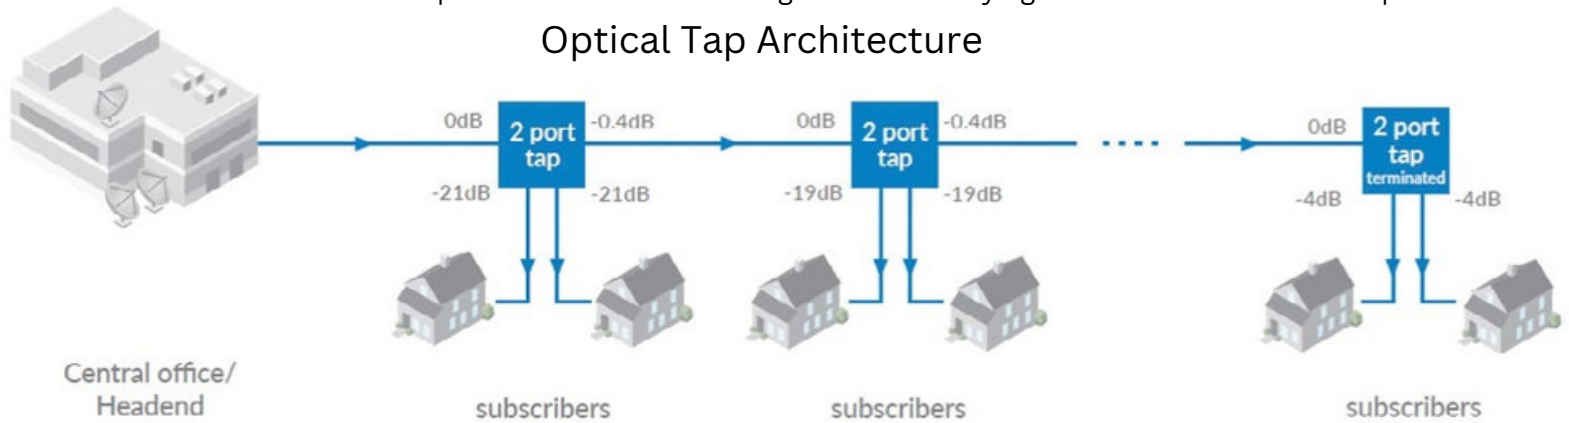 Optical Tap Architecture
0dB
2 port
tap
-0.4dB
-21dB
-21dB
0dB
2 port
tap
-0.4dB
-19dB
-19dB
0dB
2 port
tap
terminated
-4dB
-4dB
Central office/
Headend
subscribers
subscribers
subscribers